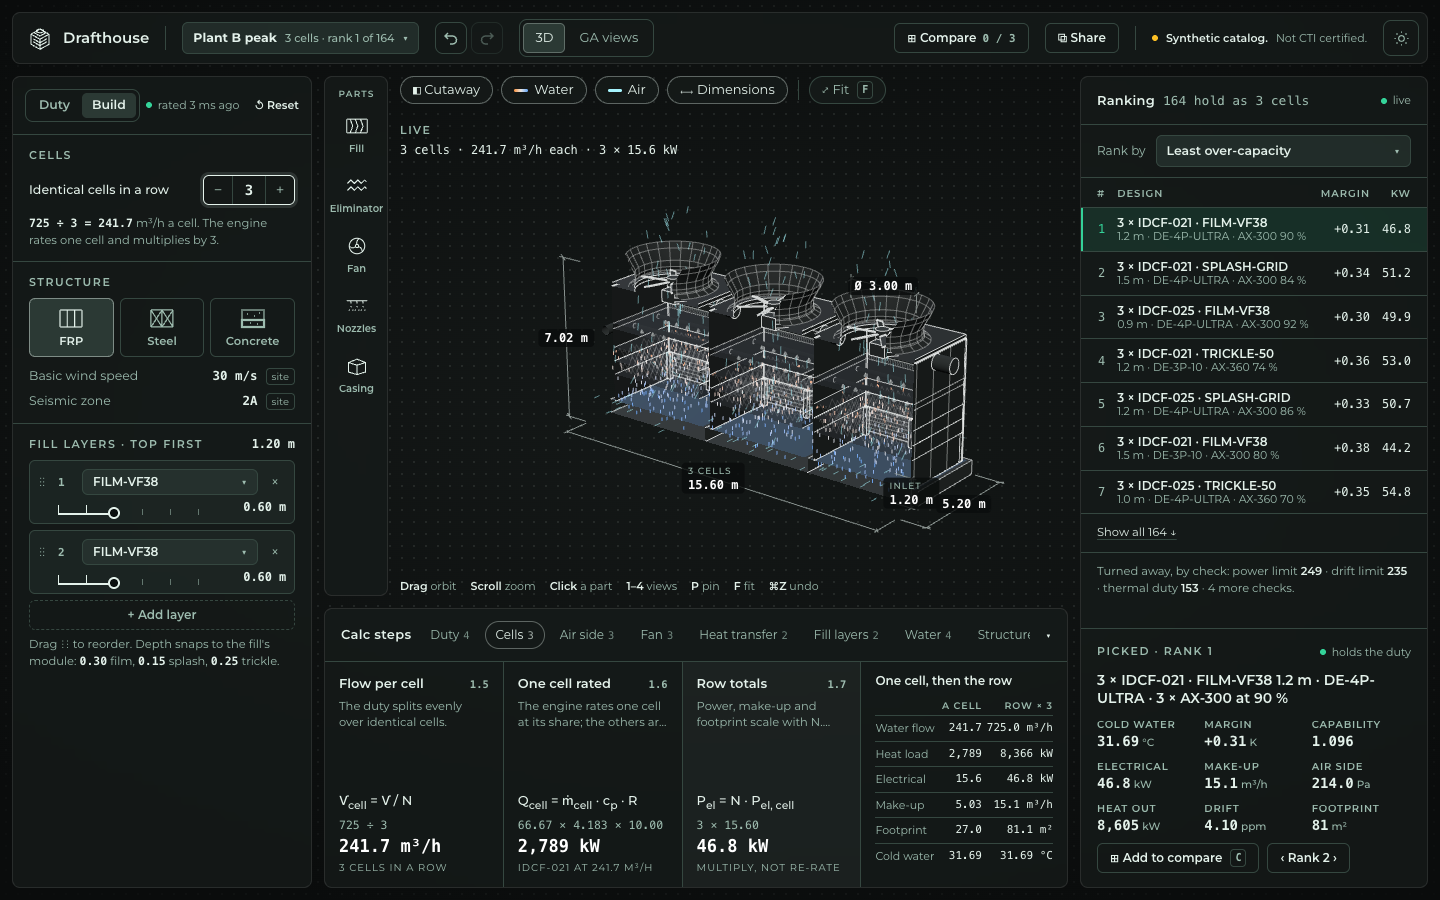 Drafthouse
Plant B peak 3 cells · rank 1 of 164
3D GA views
Compare 0 / 3
Share
Synthetic catalog. Not CTI certified.
Duty Build
rated 3 ms ago
Reset
CELLS
Identical cells in a row
− 3 +
725 ÷ 3 = 241.7 m³/h a cell. The engine
rates one cell and multiplies by 3.
STRUCTURE
FRP
Steel
Concrete
Basic wind speed 30 m/s site
Seismic zone 2A site
FILL LAYERS · TOP FIRST 1.20 m
1 FILM-VF38 ×
0.60 m
2 FILM-VF38 ×
0.60 m
+ Add layer
Drag ⁝⁝ to reorder. Depth snaps to the fill's
module: 0.30 film, 0.15 splash, 0.25 trickle.
PARTS
Fill
Eliminator
Fan
Nozzles
Casing
Cutaway
Water
Air
Dimensions
Fit F
LIVE
3 cells · 241.7 m³/h each · 3 × 15.6 kW
Ø 3.00 m
7.02 m
3 CELLS
15.60 m
INLET
1.20 m
5.20 m
Drag orbit Scroll zoom Click a part 1–4 views P pin F fit ⌘Z undo
Calc steps
Duty 4
Cells 3
Air side 3
Fan 3
Heat transfer 2
Fill layers 2
Water 4
Structure
Flow per cell 1.5
The duty splits evenly
over identical cells.
V̇cell = V̇ / N
725 ÷ 3
241.7 m³/h
3 CELLS IN A ROW
One cell rated 1.6
The engine rates one cell
at its share; the others ar…
Qcell = ṁcell · cp · R
66.67 × 4.183 × 10.00
2,789 kW
IDCF-021 AT 241.7 M³/H
Row totals 1.7
Power, make-up and
footprint scale with N.…
Pel = N · Pel, cell
3 × 15.60
46.8 kW
MULTIPLY, NOT RE-RATE
One cell, then the row
A CELL ROW × 3
Water flow 241.7 725.0 m³/h
Heat load 2,789 8,366 kW
Electrical 15.6 46.8 kW
Make-up 5.03 15.1 m³/h
Footprint 27.0 81.1 m²
Cold water 31.69 31.69 °C
Ranking 164 hold as 3 cells
live
Rank by Least over-capacity
# DESIGN MARGIN KW
1 3 × IDCF-021 · FILM-VF38 +0.31 46.8
1.2 m · DE-4P-ULTRA · AX-300 90 %
2 3 × IDCF-021 · SPLASH-GRID +0.34 51.2
1.5 m · DE-4P-ULTRA · AX-300 84 %
3 3 × IDCF-025 · FILM-VF38 +0.30 49.9
0.9 m · DE-4P-ULTRA · AX-300 92 %
4 3 × IDCF-021 · TRICKLE-50 +0.36 53.0
1.2 m · DE-3P-10 · AX-360 74 %
5 3 × IDCF-025 · SPLASH-GRID +0.33 50.7
1.2 m · DE-4P-ULTRA · AX-300 86 %
6 3 × IDCF-021 · FILM-VF38 +0.38 44.2
1.5 m · DE-3P-10 · AX-300 80 %
7 3 × IDCF-025 · TRICKLE-50 +0.35 54.8
1.0 m · DE-4P-ULTRA · AX-360 70 %
Show all 164 ↓
Turned away, by check: power limit 249 · drift limit 235
· thermal duty 153 · 4 more checks.
PICKED · RANK 1
holds the duty
3 × IDCF-021 · FILM-VF38 1.2 m · DE-4P-
ULTRA · 3 × AX-300 at 90 %
COLD WATER MARGIN CAPABILITY
31.69 °C +0.31 K 1.096
ELECTRICAL MAKE-UP AIR SIDE
46.8 kW 15.1 m³/h 214.0 Pa
HEAT OUT DRIFT FOOTPRINT
8,605 kW 4.10 ppm 81 m²
Add to compare C
‹ Rank 2 ›